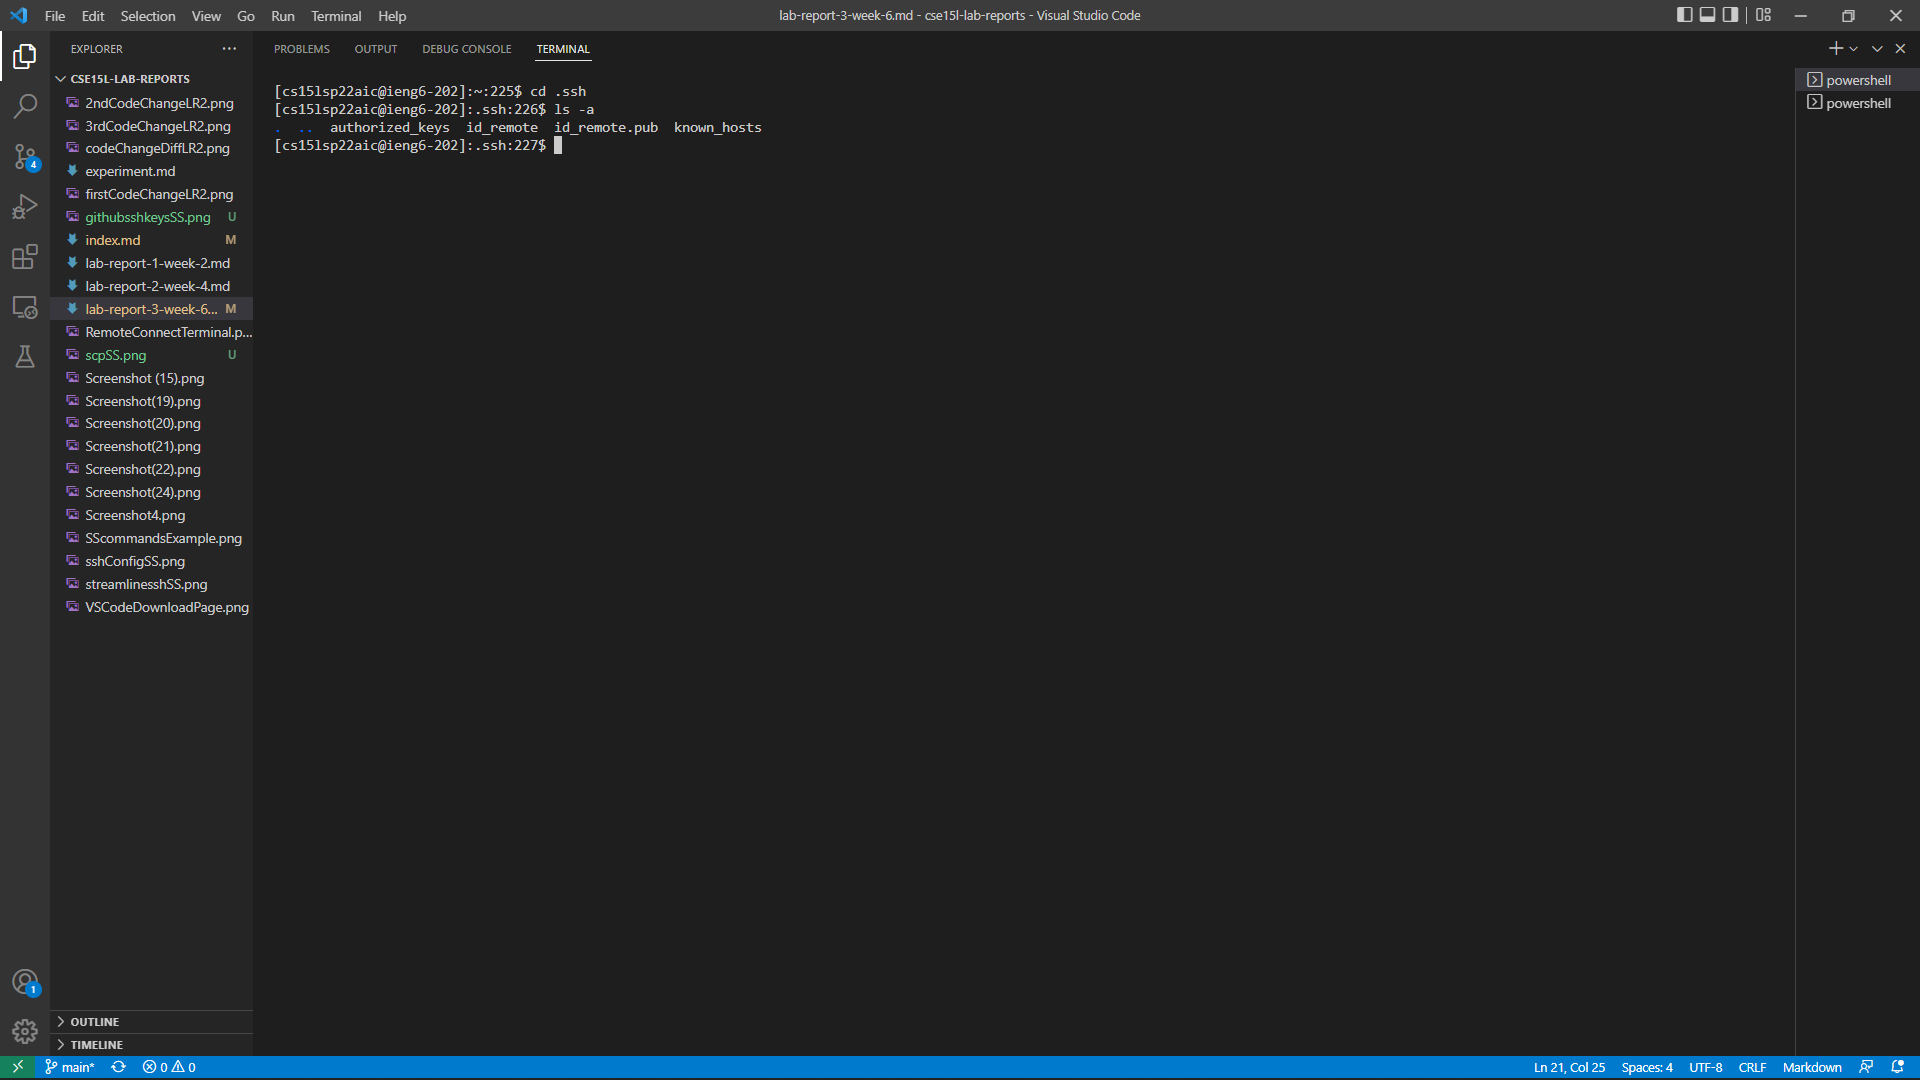 File Edit Selection View Go Run Terminal Help
lab-report-3-week-6.md - cse15l-lab-reports - Visual Studio Code
EXPLORER
CSE15L-LAB-REPORTS
2ndCodeChangeLR2.png
3rdCodeChangeLR2.png
codeChangeDiffLR2.png
experiment.md
firstCodeChangeLR2.png
githubsshkeysSS.png U
index.md M
lab-report-1-week-2.md
lab-report-2-week-4.md
lab-report-3-week-6... M
RemoteConnectTerminal.p...
scpSS.png U
Screenshot (15).png
Screenshot(19).png
Screenshot(20).png
Screenshot(21).png
Screenshot(22).png
Screenshot(24).png
Screenshot4.png
SScommandsExample.png
sshConfigSS.png
streamlinesshSS.png
VSCodeDownloadPage.png
OUTLINE
TIMELINE
4
1
PROBLEMS OUTPUT DEBUG CONSOLE TERMINAL
[cs15lsp22aic@ieng6-202]:~:225$ cd .ssh
[cs15lsp22aic@ieng6-202]:.ssh:226$ ls -a
. .. authorized_keys id_remote id_remote.pub known_hosts
[cs15lsp22aic@ieng6-202]:.ssh:227$
powershell
powershell
main* 0 0
Ln 21, Col 25 Spaces: 4 UTF-8 CRLF Markdown